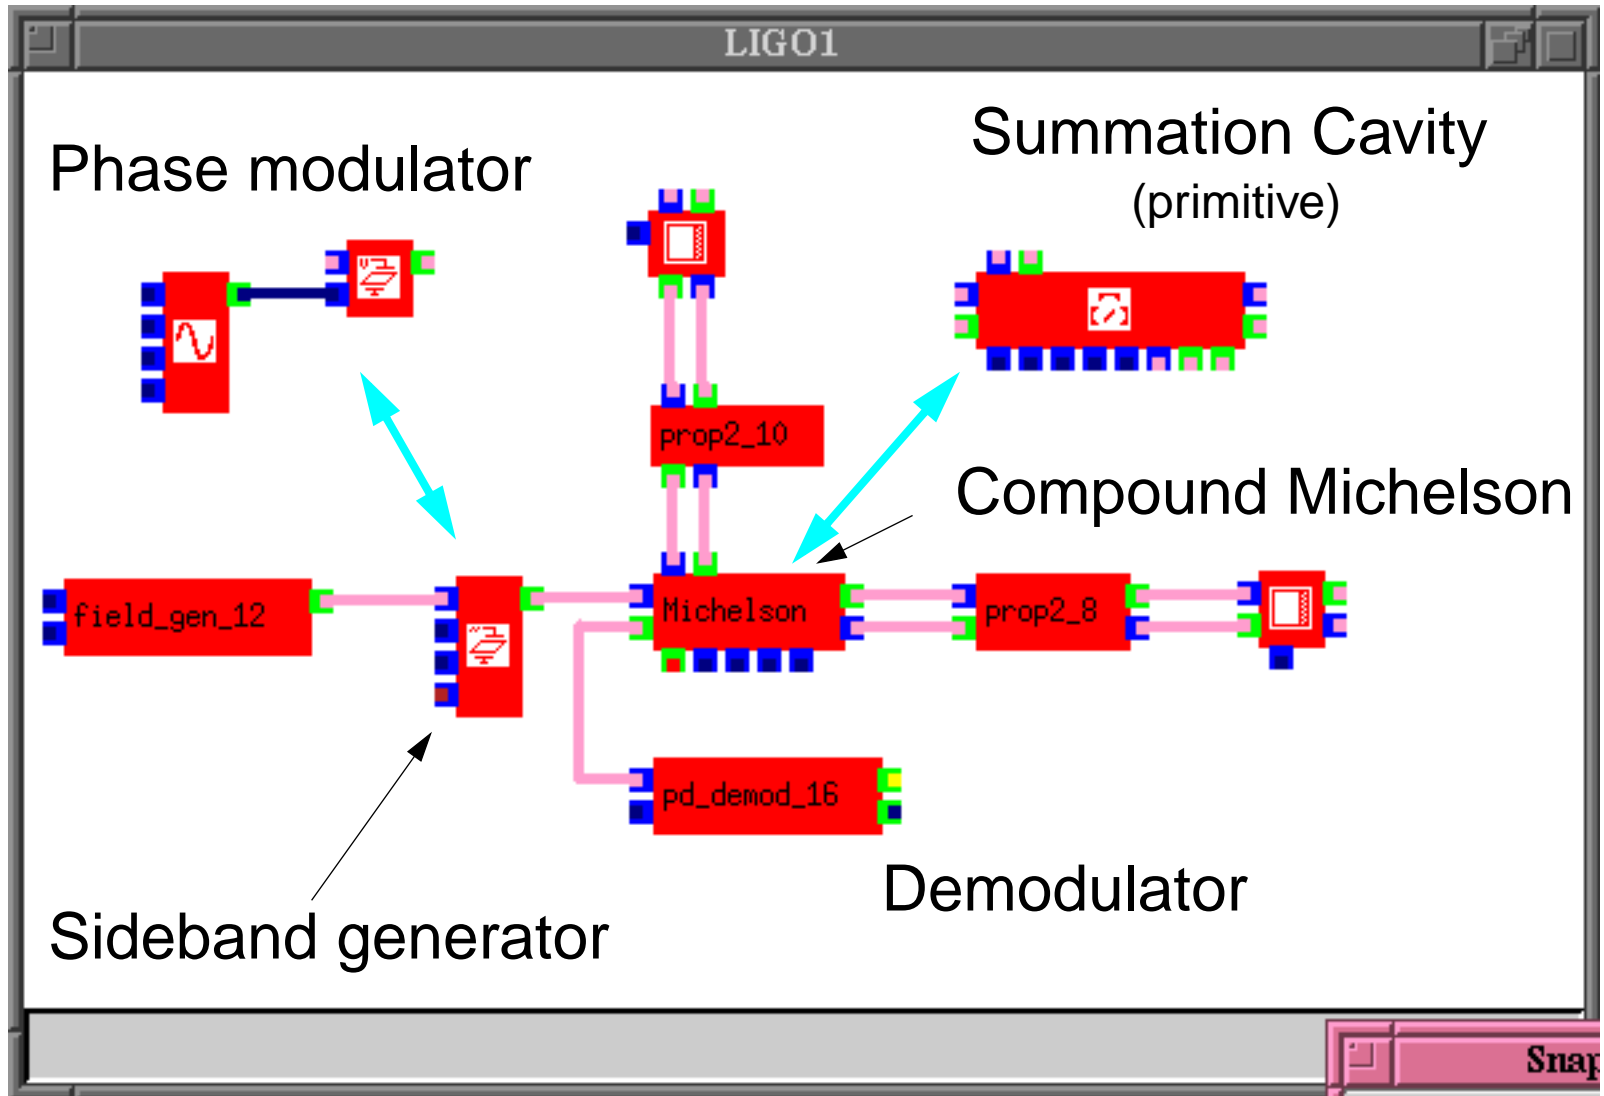 LIGO1
Phase modulator
Summation Cavity
(primitive)
prop2_10
Compound Michelson
field_gen_12
Michelson
prop2_8
pd_demod_16
Demodulator
Sideband generator
Snap